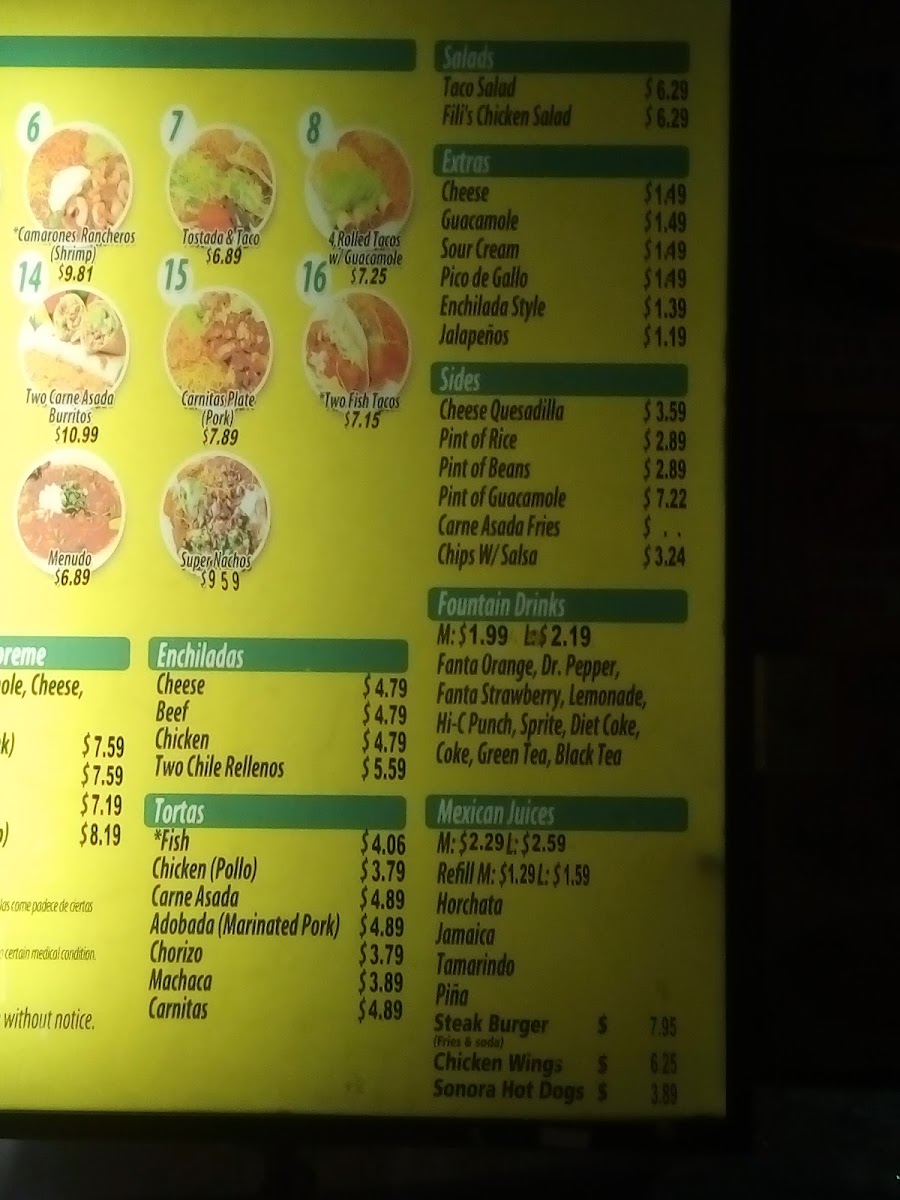 6
*Camarones Rancheros
(Shrimp)
$9.81
7
Tostada & Taco
$6.89
8
4 Rolled Tacos
w/ Guacamole
$7.25
14
Two Carne Asada
Burritos
$10.99
15
Carnitas Plate
(Pork)
$7.89
16
*Two Fish Tacos
$7.15
Menudo
$6.89
Super Nachos
$9 5 9
reme
ole, Cheese,
k) $7.59
$7.59
$7.19
) $8.19
las come padece de ciertas
certain medical condition.
without notice.
Enchiladas
Cheese $4.79
Beef $4.79
Chicken $4.79
Two Chile Rellenos $5.59
Tortas
*Fish $4.06
Chicken (Pollo) $3.79
Carne Asada $4.89
Adobada (Marinated Pork) $4.89
Chorizo $3.79
Machaca $3.89
Carnitas $4.89
Salads
Taco Salad $6.29
Fili's Chicken Salad $6.29
Extras
Cheese $1.49
Guacamole $1.49
Sour Cream $1.49
Pico de Gallo $1.49
Enchilada Style $1.39
Jalapeños $1.19
Sides
Cheese Quesadilla $3.59
Pint of Rice $2.89
Pint of Beans $2.89
Pint of Guacamole $7.22
Carne Asada Fries $ . .
Chips W/ Salsa $3.24
Fountain Drinks
M: $1.99 L: $2.19
Fanta Orange, Dr. Pepper,
Fanta Strawberry, Lemonade,
Hi-C Punch, Sprite, Diet Coke,
Coke, Green Tea, Black Tea
Mexican Juices
M: $2.29 L: $2.59
Refill M: $1.29 L: $1.59
Horchata
Jamaica
Tamarindo
Piña
Steak Burger $ 7.95
(Fries & soda)
Chicken Wings $ 6.25
Sonora Hot Dogs $ 3.89